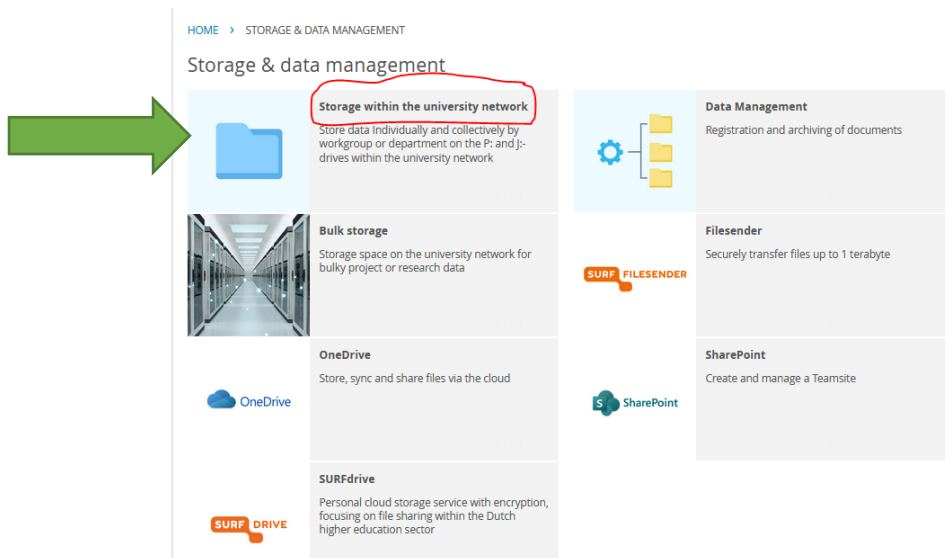 HOME > STORAGE & DATA MANAGEMENT
Storage & data management
Storage within the university network
Store data Individually and collectively by
workgroup or department on the P: and J:-
drives within the university network
Data Management
Registration and archiving of documents
Bulk storage
Storage space on the university network for
bulky project or research data
SURF FILESENDER
Filesender
Securely transfer files up to 1 terabyte
OneDrive
OneDrive
Store, sync and share files via the cloud
S SharePoint
SharePoint
Create and manage a Teamsite
SURF DRIVE
SURFdrive
Personal cloud storage service with encryption,
focusing on file sharing within the Dutch
higher education sector